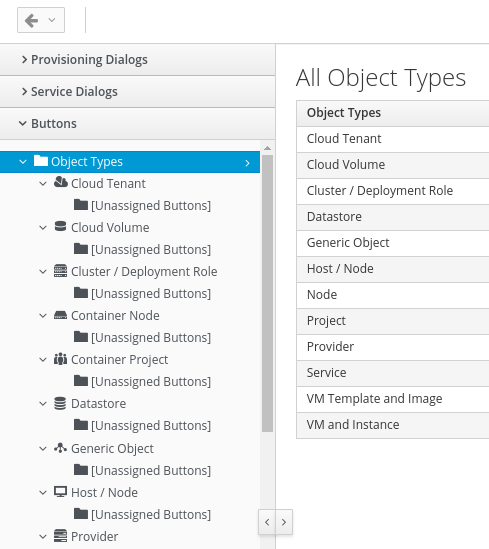 Provisioning Dialogs
Service Dialogs
Buttons
Object Types
Cloud Tenant
[Unassigned Buttons]
Cloud Volume
[Unassigned Buttons]
Cluster / Deployment Role
[Unassigned Buttons]
Container Node
[Unassigned Buttons]
Container Project
[Unassigned Buttons]
Datastore
[Unassigned Buttons]
Generic Object
[Unassigned Buttons]
Host / Node
[Unassigned Buttons]
Provider
All Object Types
Object Types
Cloud Tenant
Cloud Volume
Cluster / Deployment Role
Datastore
Generic Object
Host / Node
Node
Project
Provider
Service
VM Template and Image
VM and Instance